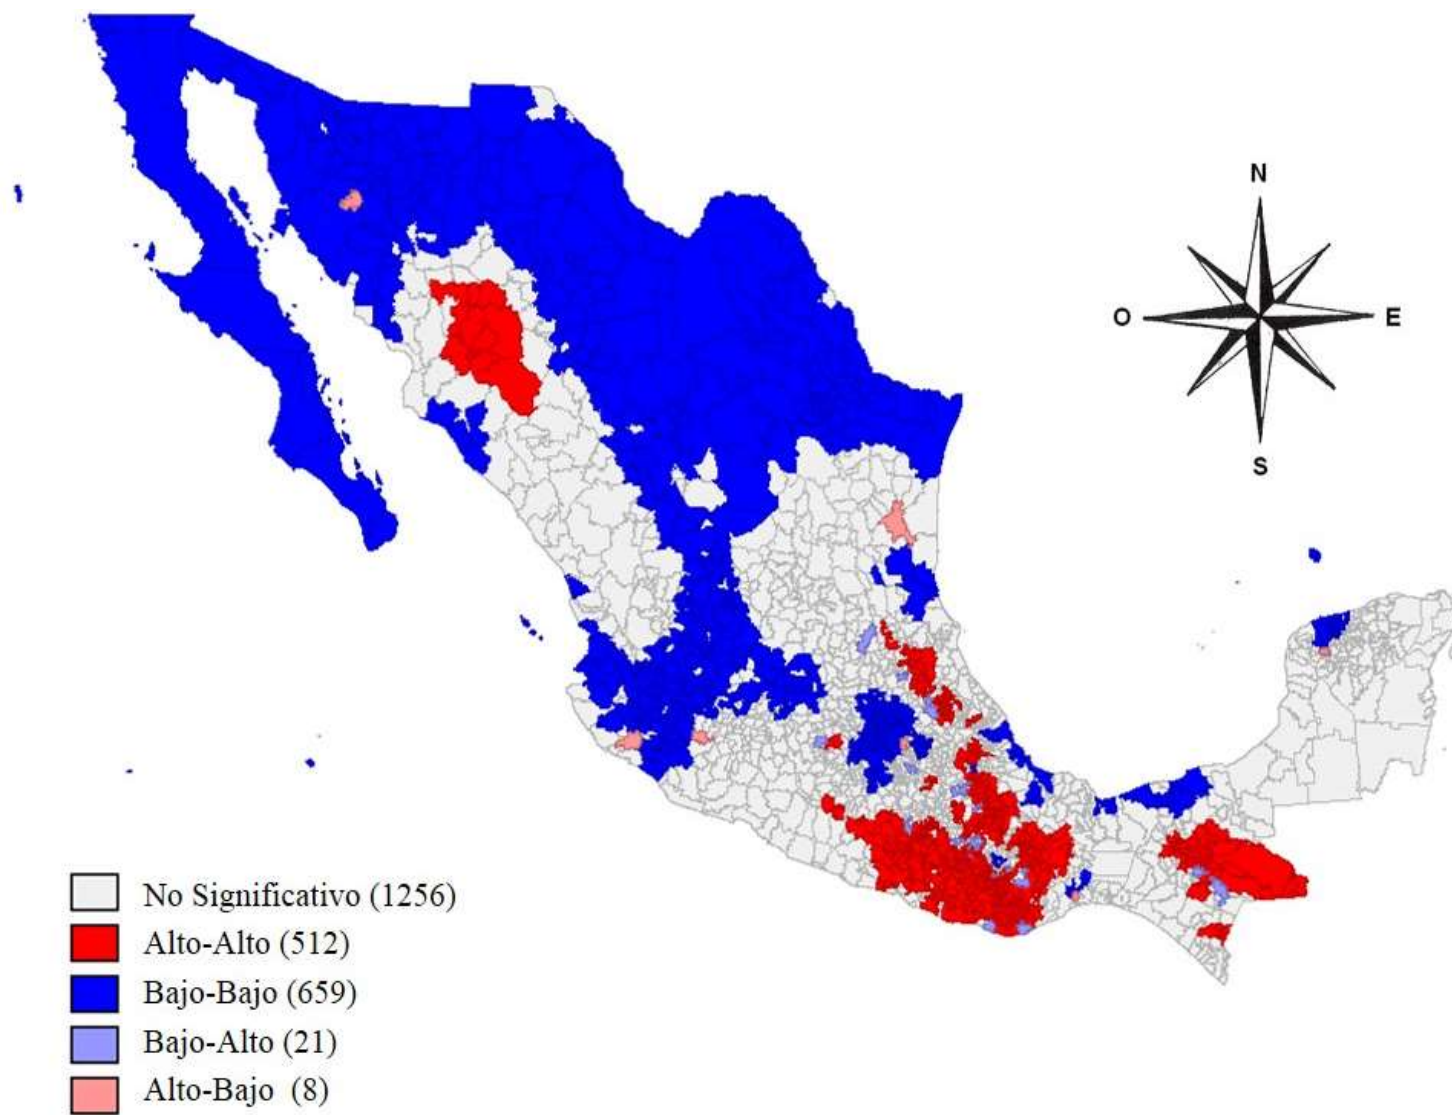 N
O
E
S
No Significativo (1256)
Alto-Alto (512)
Bajo-Bajo (659)
Bajo-Alto (21)
Alto-Bajo (8)